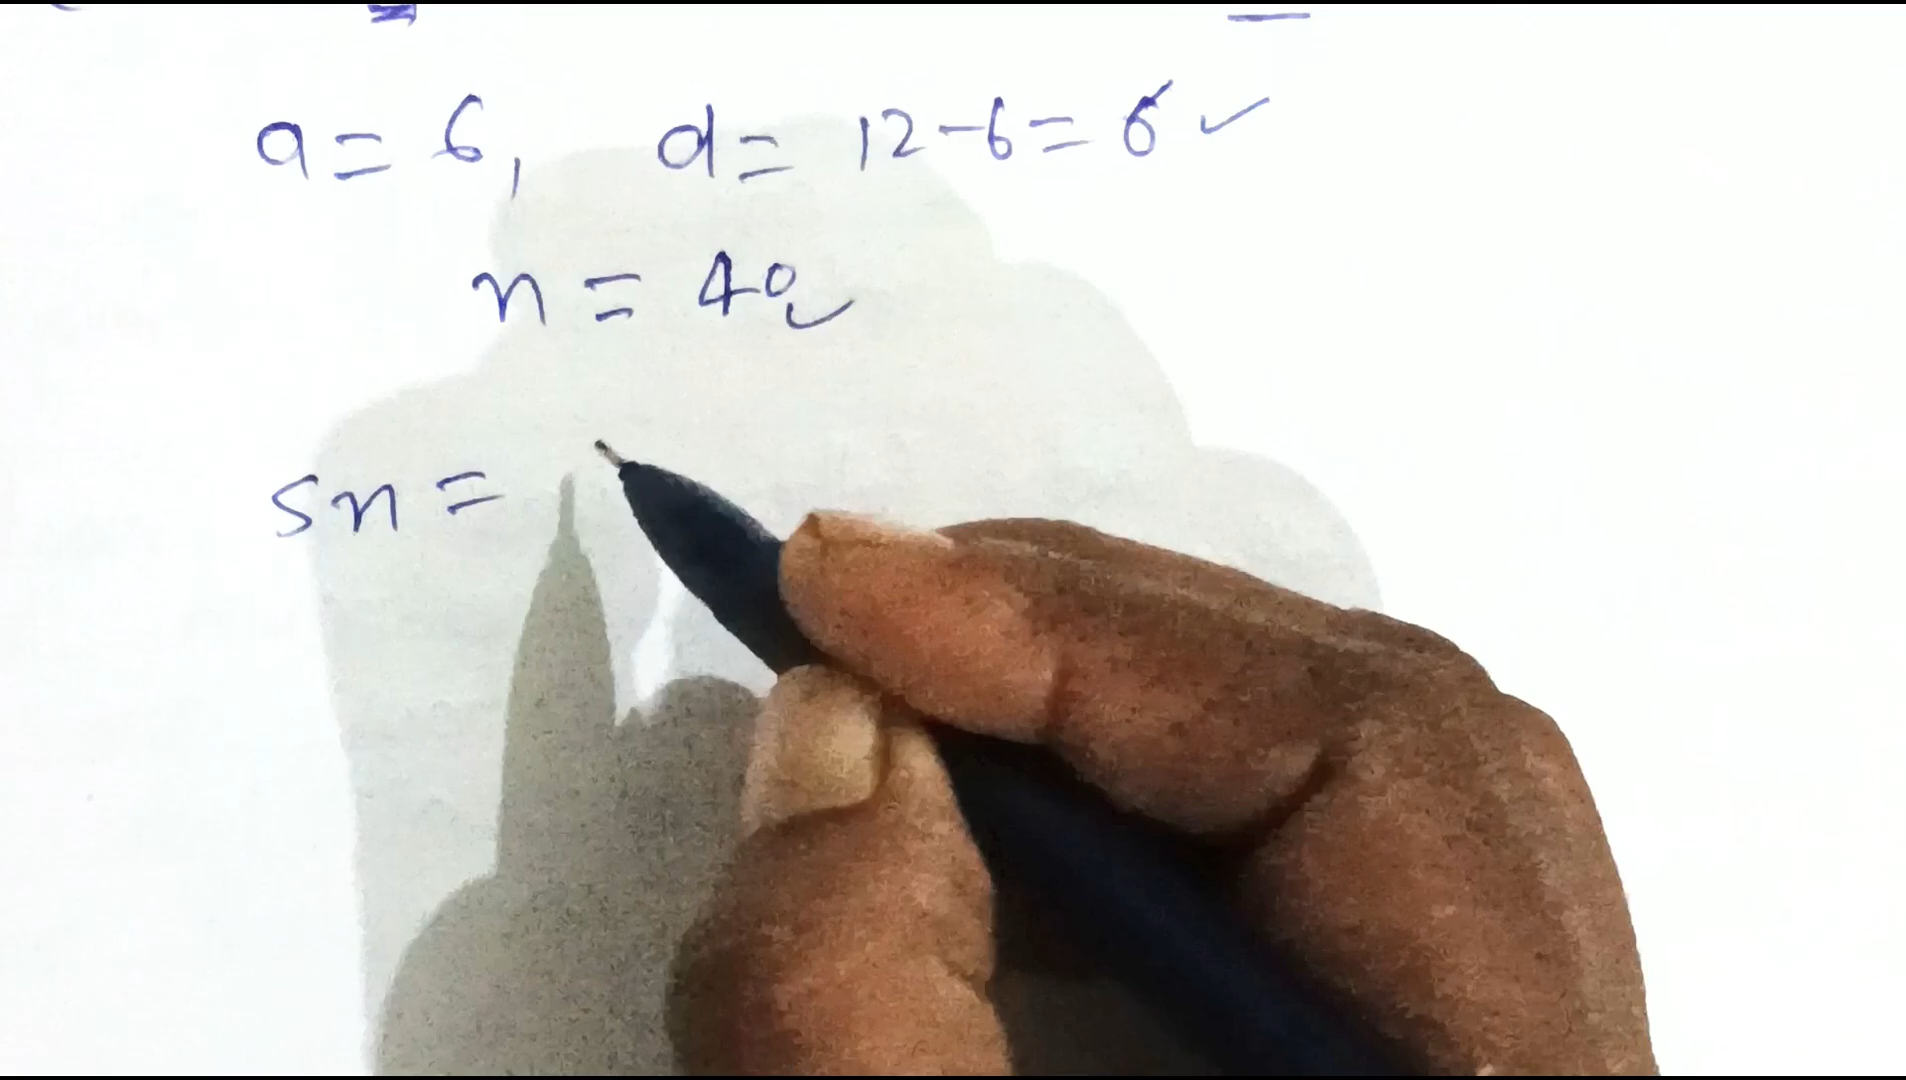 a = 6, d = 12-6 = 6 ✓
n = 40 ✓
Sn =